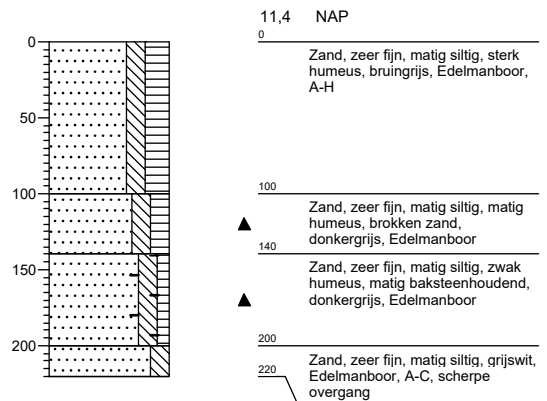 11,4 NAP
0
0
Zand, zeer fijn, matig siltig, sterk
humeus, bruingrijs, Edelmanboor,
A-H
50
100
100
Zand, zeer fijn, matig siltig, matig
humeus, brokken zand,
donkergrijs, Edelmanboor
140
150
Zand, zeer fijn, matig siltig, zwak
humeus, matig baksteenhoudend,
donkergrijs, Edelmanboor
200
200
Zand, zeer fijn, matig siltig, grijswit,
220
Edelmanboor, A-C, scherpe
overgang